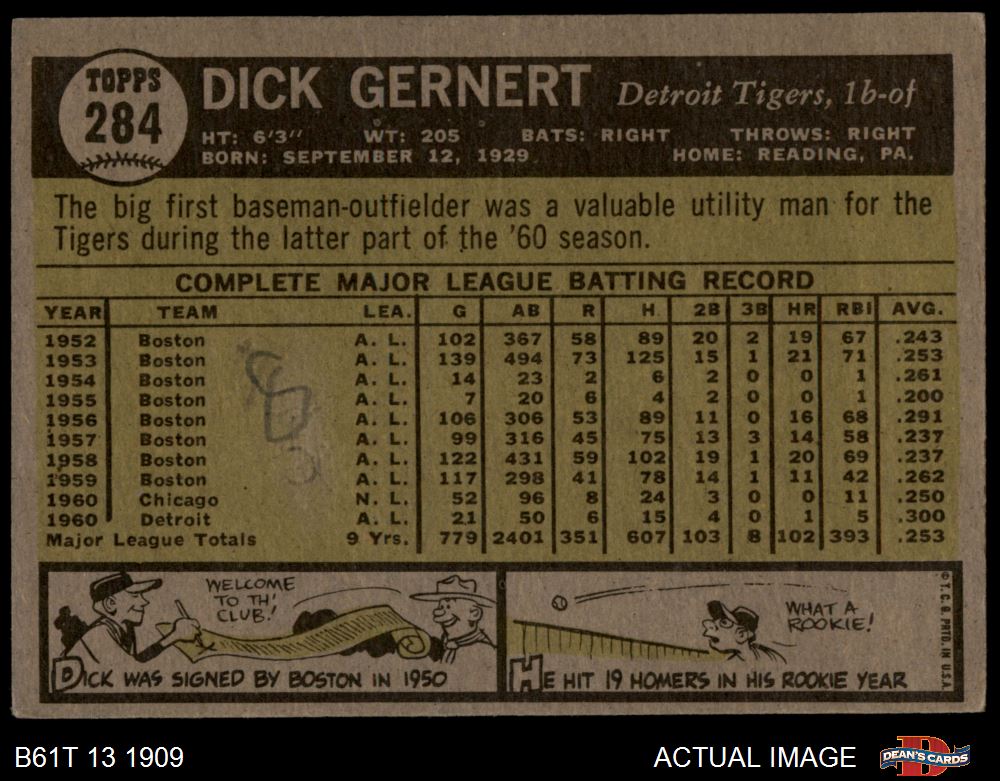 TOPPS
284
DICK GERNERT Detroit Tigers, 1b-of
HT: 6'3" WT: 205 BATS: RIGHT THROWS: RIGHT
BORN: SEPTEMBER 12, 1929 HOME: READING, PA.
The big first baseman-outfielder was a valuable utility man for the
Tigers during the latter part of the '60 season.
COMPLETE MAJOR LEAGUE BATTING RECORD
YEAR TEAM LEA. G AB R H 2B 3B HR RBI AVG.
1952 Boston A. L. 102 367 58 89 20 2 19 67 .243
1953 Boston A. L. 139 494 73 125 15 1 21 71 .253
1954 Boston A. L. 14 23 2 6 2 0 0 1 .261
1955 Boston A. L. 7 20 6 4 2 0 0 1 .200
1956 Boston A. L. 106 306 53 89 11 0 16 68 .291
1957 Boston A. L. 99 316 45 75 13 3 14 58 .237
1958 Boston A. L. 122 431 59 102 19 1 20 69 .237
1959 Boston A. L. 117 298 41 78 14 1 11 42 .262
1960 Chicago N. L. 52 96 8 24 3 0 0 11 .250
1960 Detroit A. L. 21 50 6 15 4 0 1 5 .300
Major League Totals 9 Yrs. 779 2401 351 607 103 8 102 393 .253
WELCOME
TO TH'
CLUB!
DICK WAS SIGNED BY BOSTON IN 1950
WHAT A
ROOKIE!
HE HIT 19 HOMERS IN HIS ROOKIE YEAR
© T. C. G. PRTD. IN U.S.A.
B61T 13 1909
ACTUAL IMAGE
DEAN'S CARDS